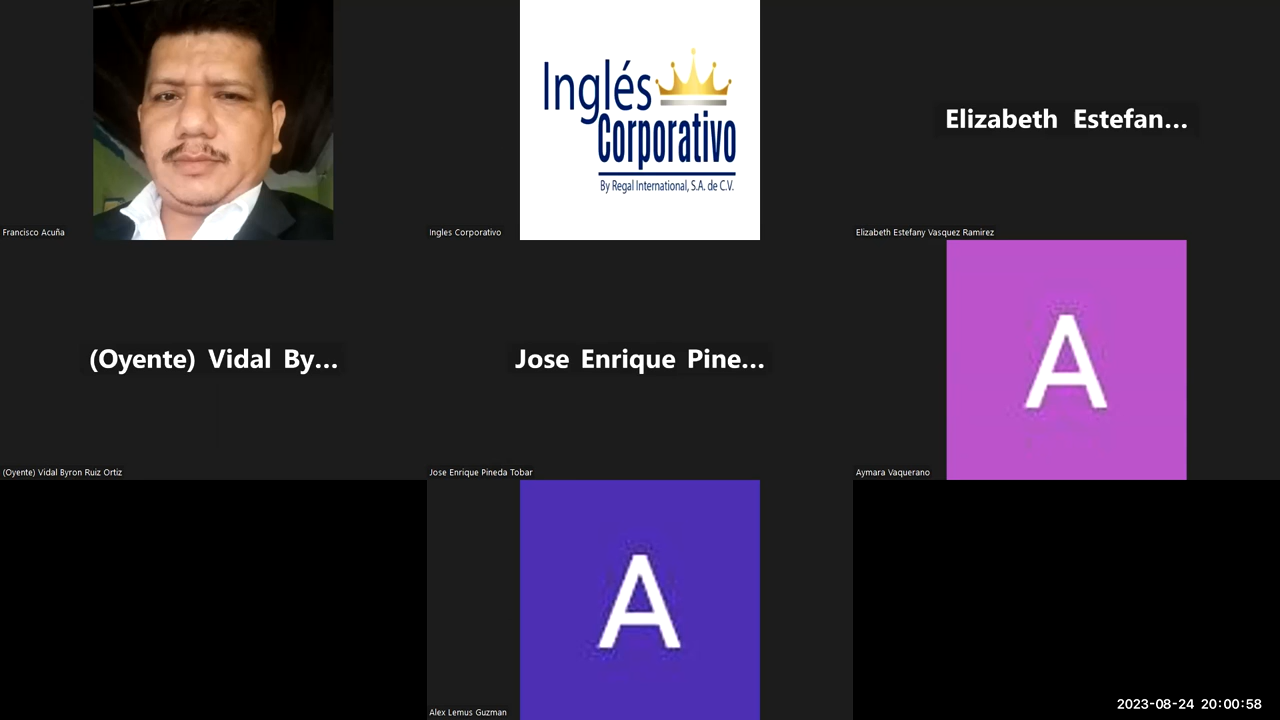 Inglés
Corporativo
By Regal International, S.A. de C.V.
Elizabeth Estefan...
Francisco Acuña
Ingles Corporativo
Elizabeth Estefany Vasquez Ramirez
(Oyente) Vidal By...
Jose Enrique Pine...
A
(Oyente) Vidal Byron Ruiz Ortiz
Jose Enrique Pineda Tobar
Aymara Vaquerano
A
Alex Lemus Guzman
2023-08-24 20:00:58